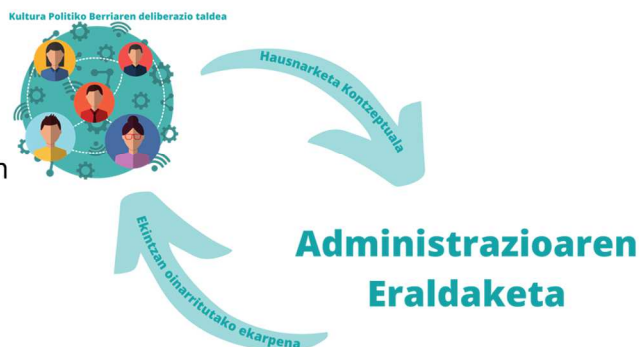 Kultura Politiko Berriaren deliberazio taldea
Hausnarketa Kontzeptuala
n
Administrazioaren
Eraldaketa
Ekintzan oinarritutako ekarpena